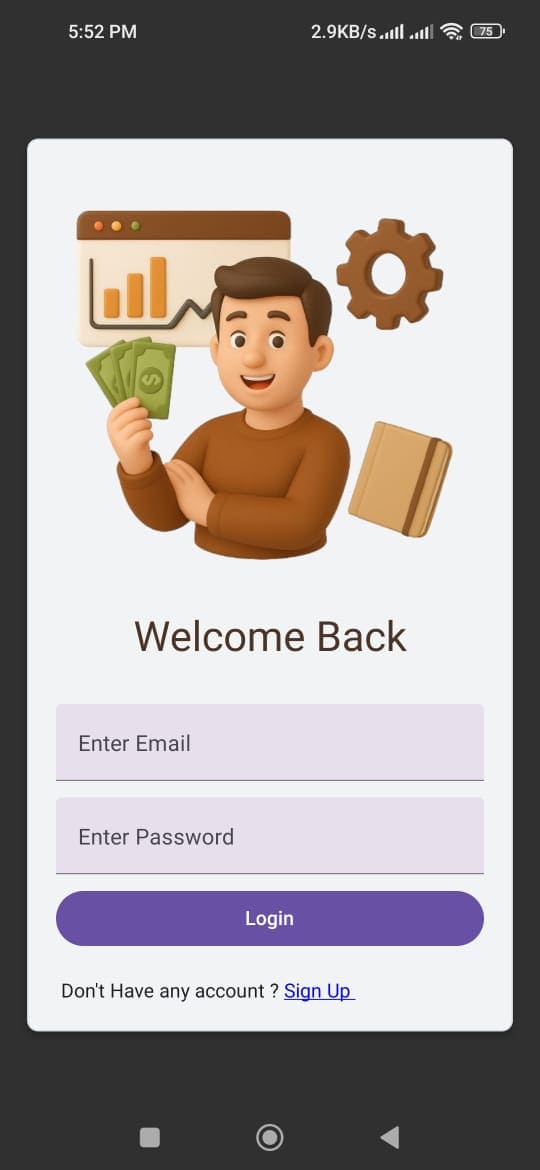 5:52 PM 2.9KB/s 75
$
Welcome Back
Enter Email
Enter Password
Login
Don't Have any account ? Sign Up